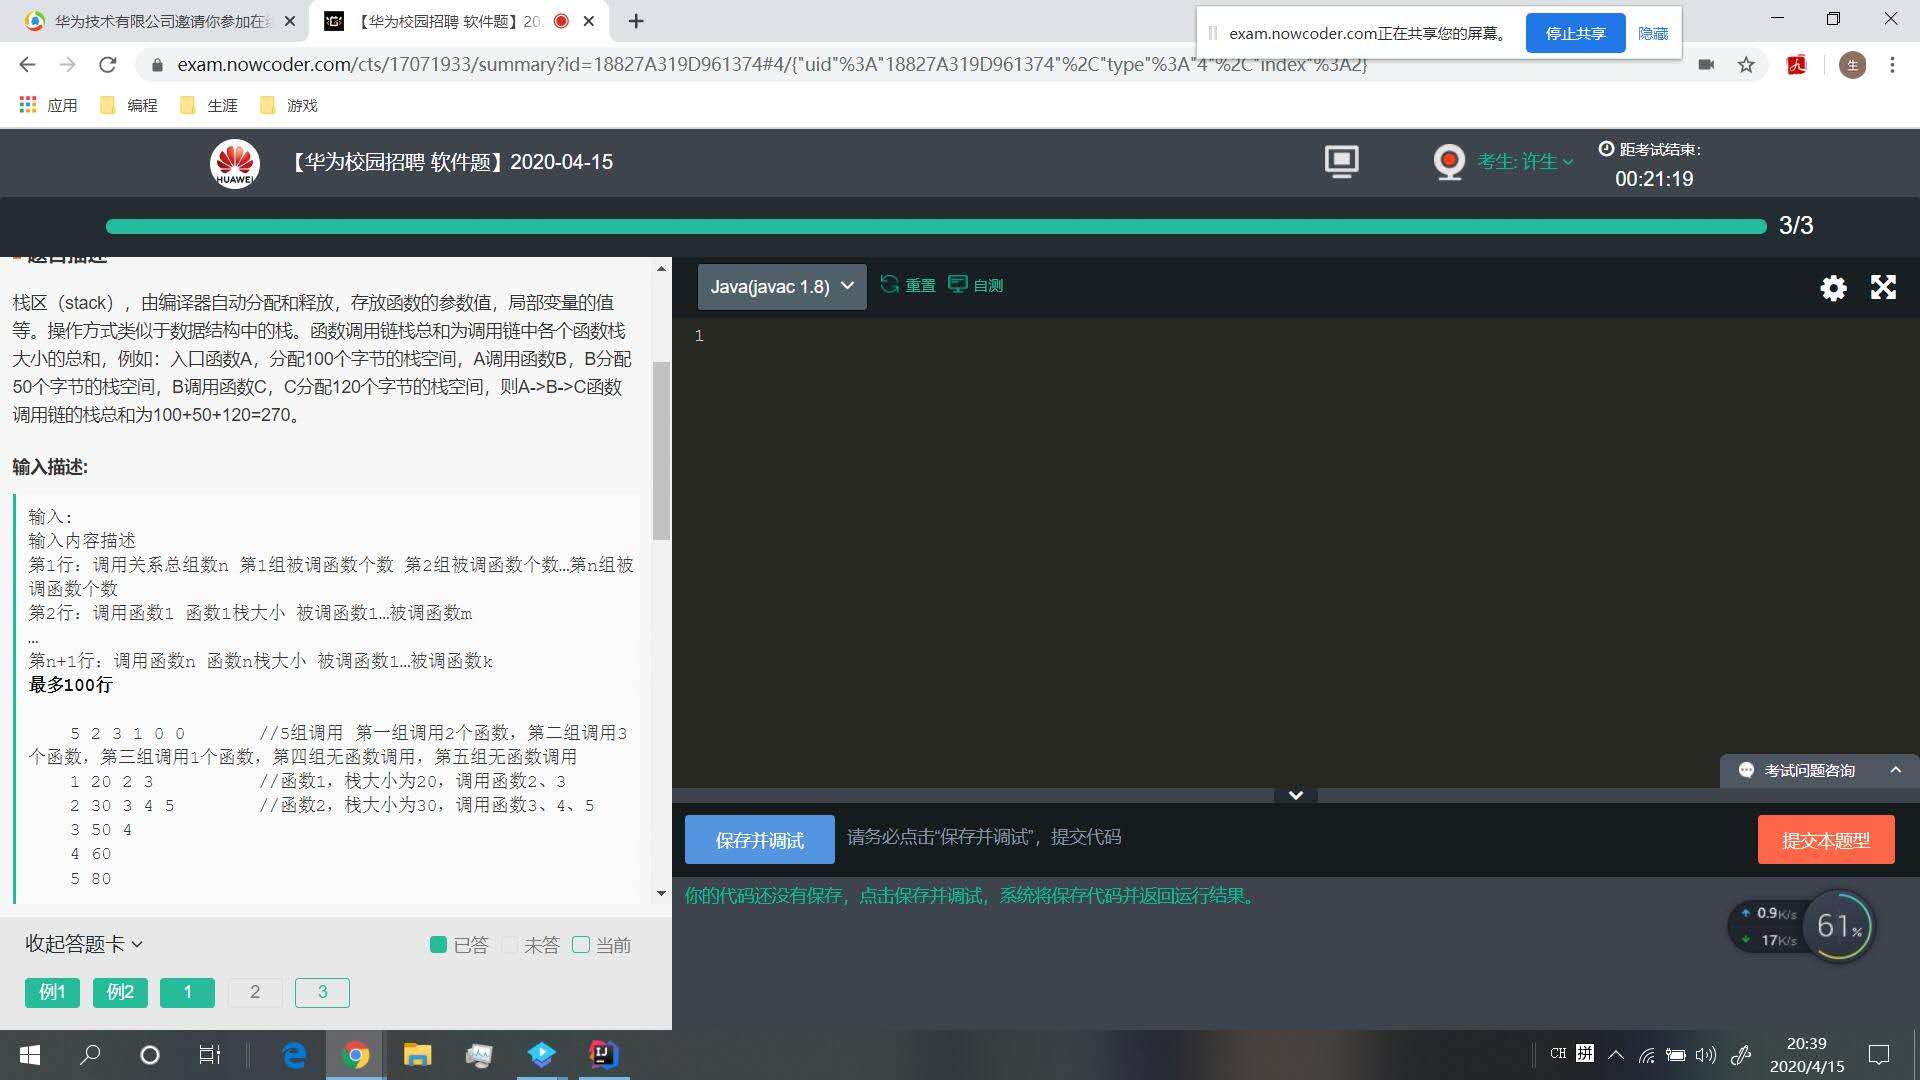 华为技术有限公司邀请你参加在
【华为校园招聘 软件题】20
exam.nowcoder.com正在共享您的屏幕。
停止共享
隐藏
exam.nowcoder.com/cts/17071933/summary?id=18827A319D961374#4/{"uid"%3A"18827A319D961374"%2C"type"%3A"4"%2C"index"%3A2}
生
应用
编程
生涯
游戏
HUAWEI
【华为校园招聘 软件题】2020-04-15
考生: 许生
距考试结束:
00:21:19
3/3
题目描述
栈区（stack），由编译器自动分配和释放，存放函数的参数值，局部变量的值
等。操作方式类似于数据结构中的栈。函数调用链栈总和为调用链中各个函数栈
大小的总和，例如：入口函数A，分配100个字节的栈空间，A调用函数B，B分配
50个字节的栈空间，B调用函数C，C分配120个字节的栈空间，则A->B->C函数
调用链的栈总和为100+50+120=270。
输入描述:
输入:
输入内容描述
第1行: 调用关系总组数n 第1组被调函数个数 第2组被调函数个数…第n组被
调函数个数
第2行: 调用函数1 函数1栈大小 被调函数1…被调函数m
…
第n+1行: 调用函数n 函数n栈大小 被调函数1…被调函数k
最多100行
5 2 3 1 0 0 //5组调用 第一组调用2个函数，第二组调用3
个函数，第三组调用1个函数，第四组无函数调用，第五组无函数调用
1 20 2 3 //函数1，栈大小为20，调用函数2、3
2 30 3 4 5 //函数2，栈大小为30，调用函数3、4、5
3 50 4
4 60
5 80
收起答题卡
已答
未答
当前
例1
例2
1
2
3
Java(javac 1.8)
重置
自测
1
考试问题咨询
保存并调试
请务必点击“保存并调试”，提交代码
提交本题型
你的代码还没有保存，点击保存并调试，系统将保存代码并返回运行结果。
0.9K/s
17K/s
61%
CH
拼
20:39
2020/4/15